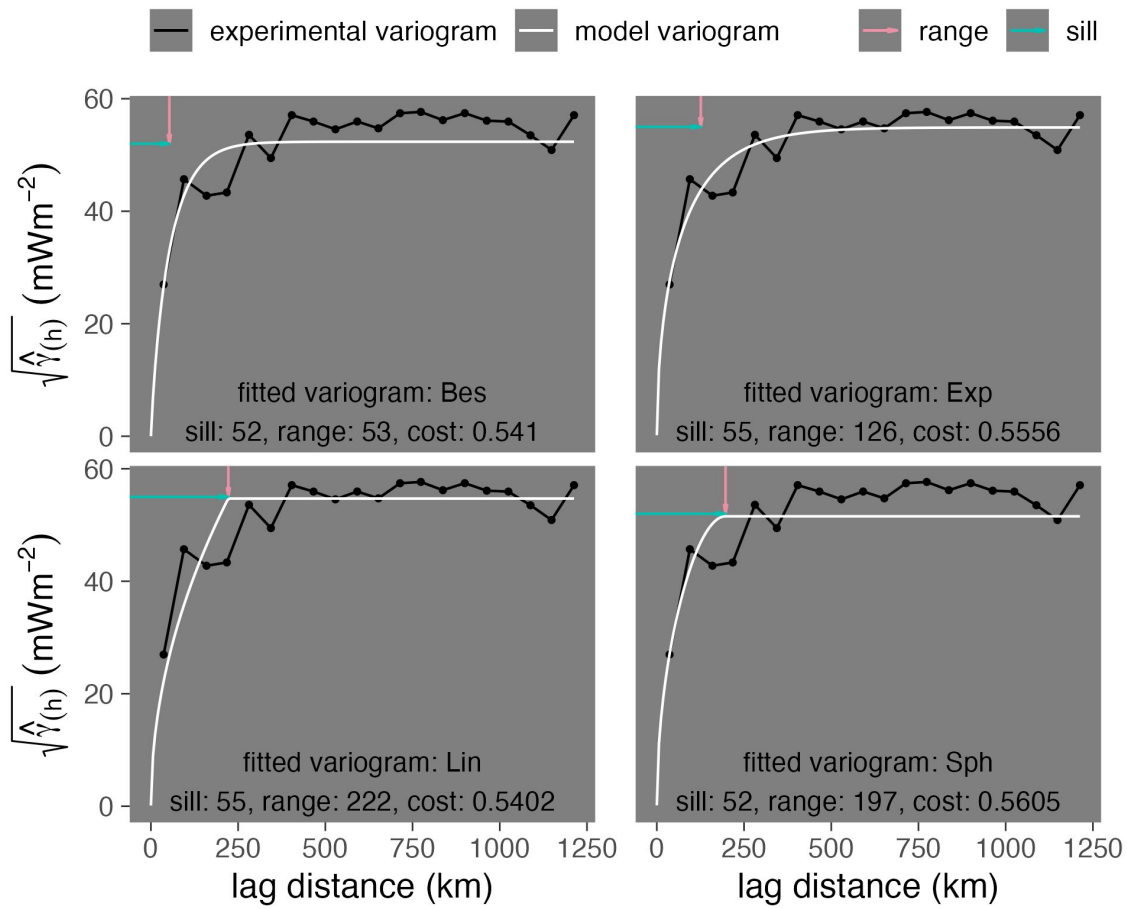 experimental variogram model variogram range sill
60
40
20
0
√γ̂(h) (mWm⁻²)
fitted variogram: Bes
sill: 52, range: 53, cost: 0.541
fitted variogram: Exp
sill: 55, range: 126, cost: 0.5556
60
40
20
0
√γ̂(h) (mWm⁻²)
fitted variogram: Lin
sill: 55, range: 222, cost: 0.5402
fitted variogram: Sph
sill: 52, range: 197, cost: 0.5605
0 250 500 750 1000 1250
0 250 500 750 1000 1250
lag distance (km)
lag distance (km)